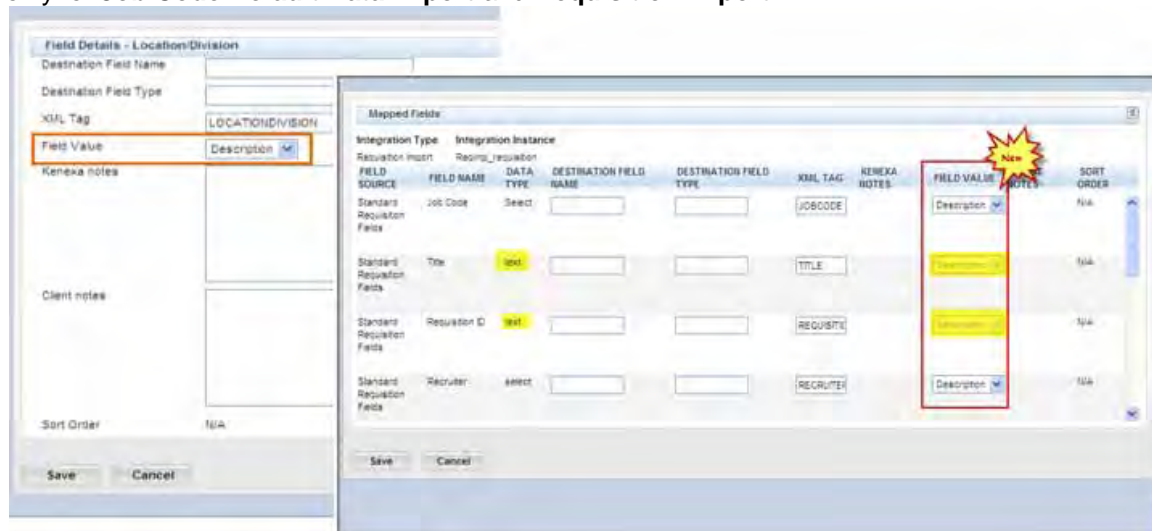 Field Details - Location/Division
Destination Field Name
Destination Field Type
XML Tag LOCATIONDIVISION
Field Value Description
Kenexa notes
Client notes
Sort Order N/A
Save Cancel
Mapped Fields
Integration Type Integration Instance
Requisition Import
New
FIELD SOURCE FIELD NAME DATA TYPE DESTINATION FIELD NAME DESTINATION FIELD TYPE XML TAG KENEXA NOTES FIELD VALUE NOTES SORT ORDER
Standard Requisition Fields Job Code Select JOBCODE Description N/A
Standard Requisition Fields Title text TITLE Description N/A
Standard Requisition Fields Requisition ID text REQUISITI Description N/A
Standard Requisition Fields Recruiter select RECRUITER Description N/A
Save Cancel